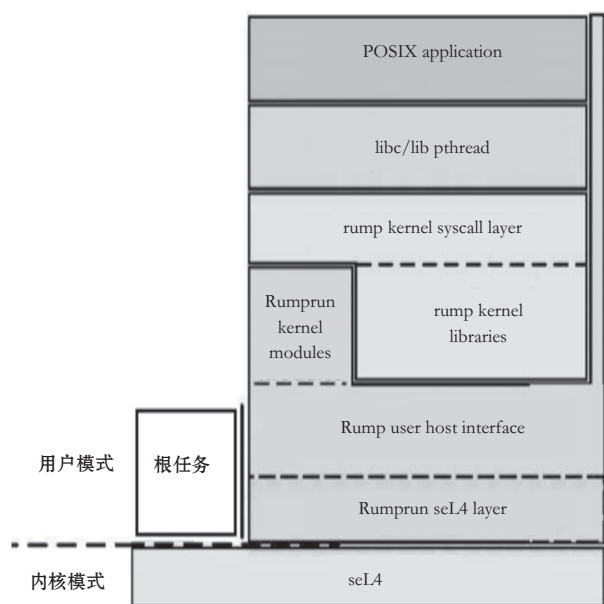 POSIX application
libc/lib pthread
rump kernel syscall layer
Rumprun
kernel
modules
rump kernel
libraries
Rump user host interface
用户模式
根任务
Rumprun seL4 layer
内核模式
seL4